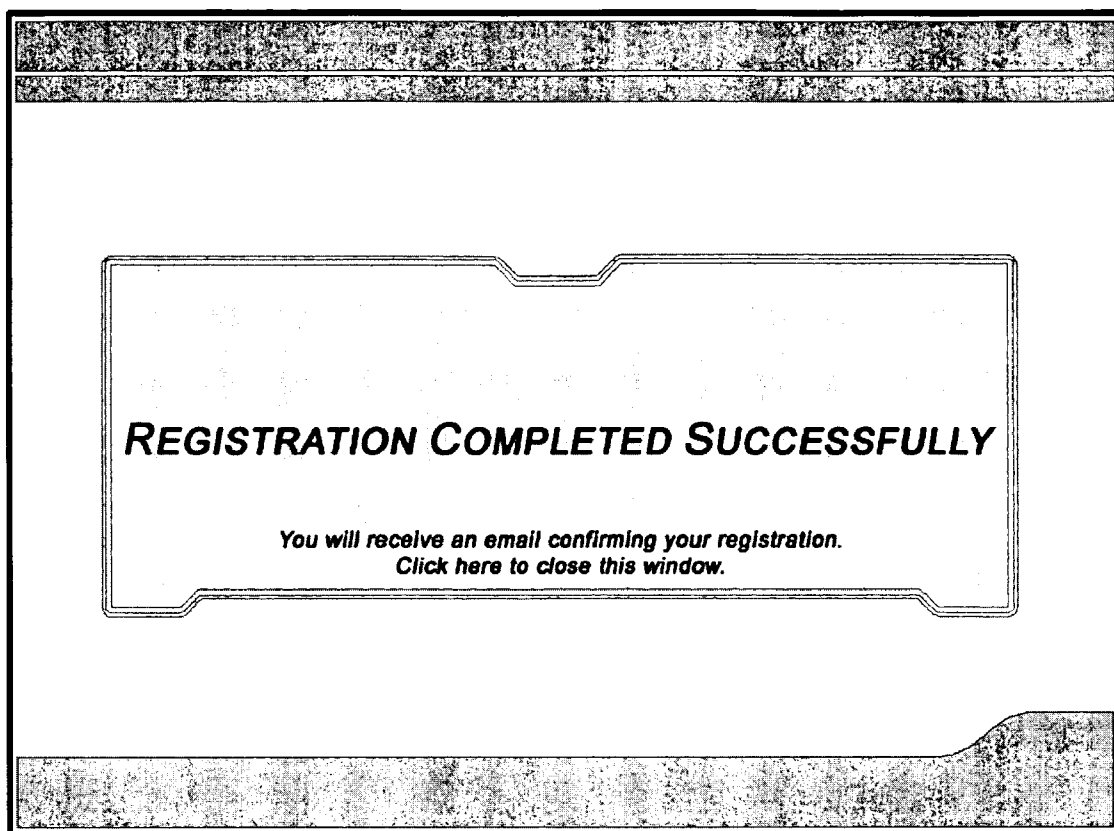 REGISTRATION COMPLETED SUCCESSFULLY
You will receive an email confirming your registration.
Click here to close this window.